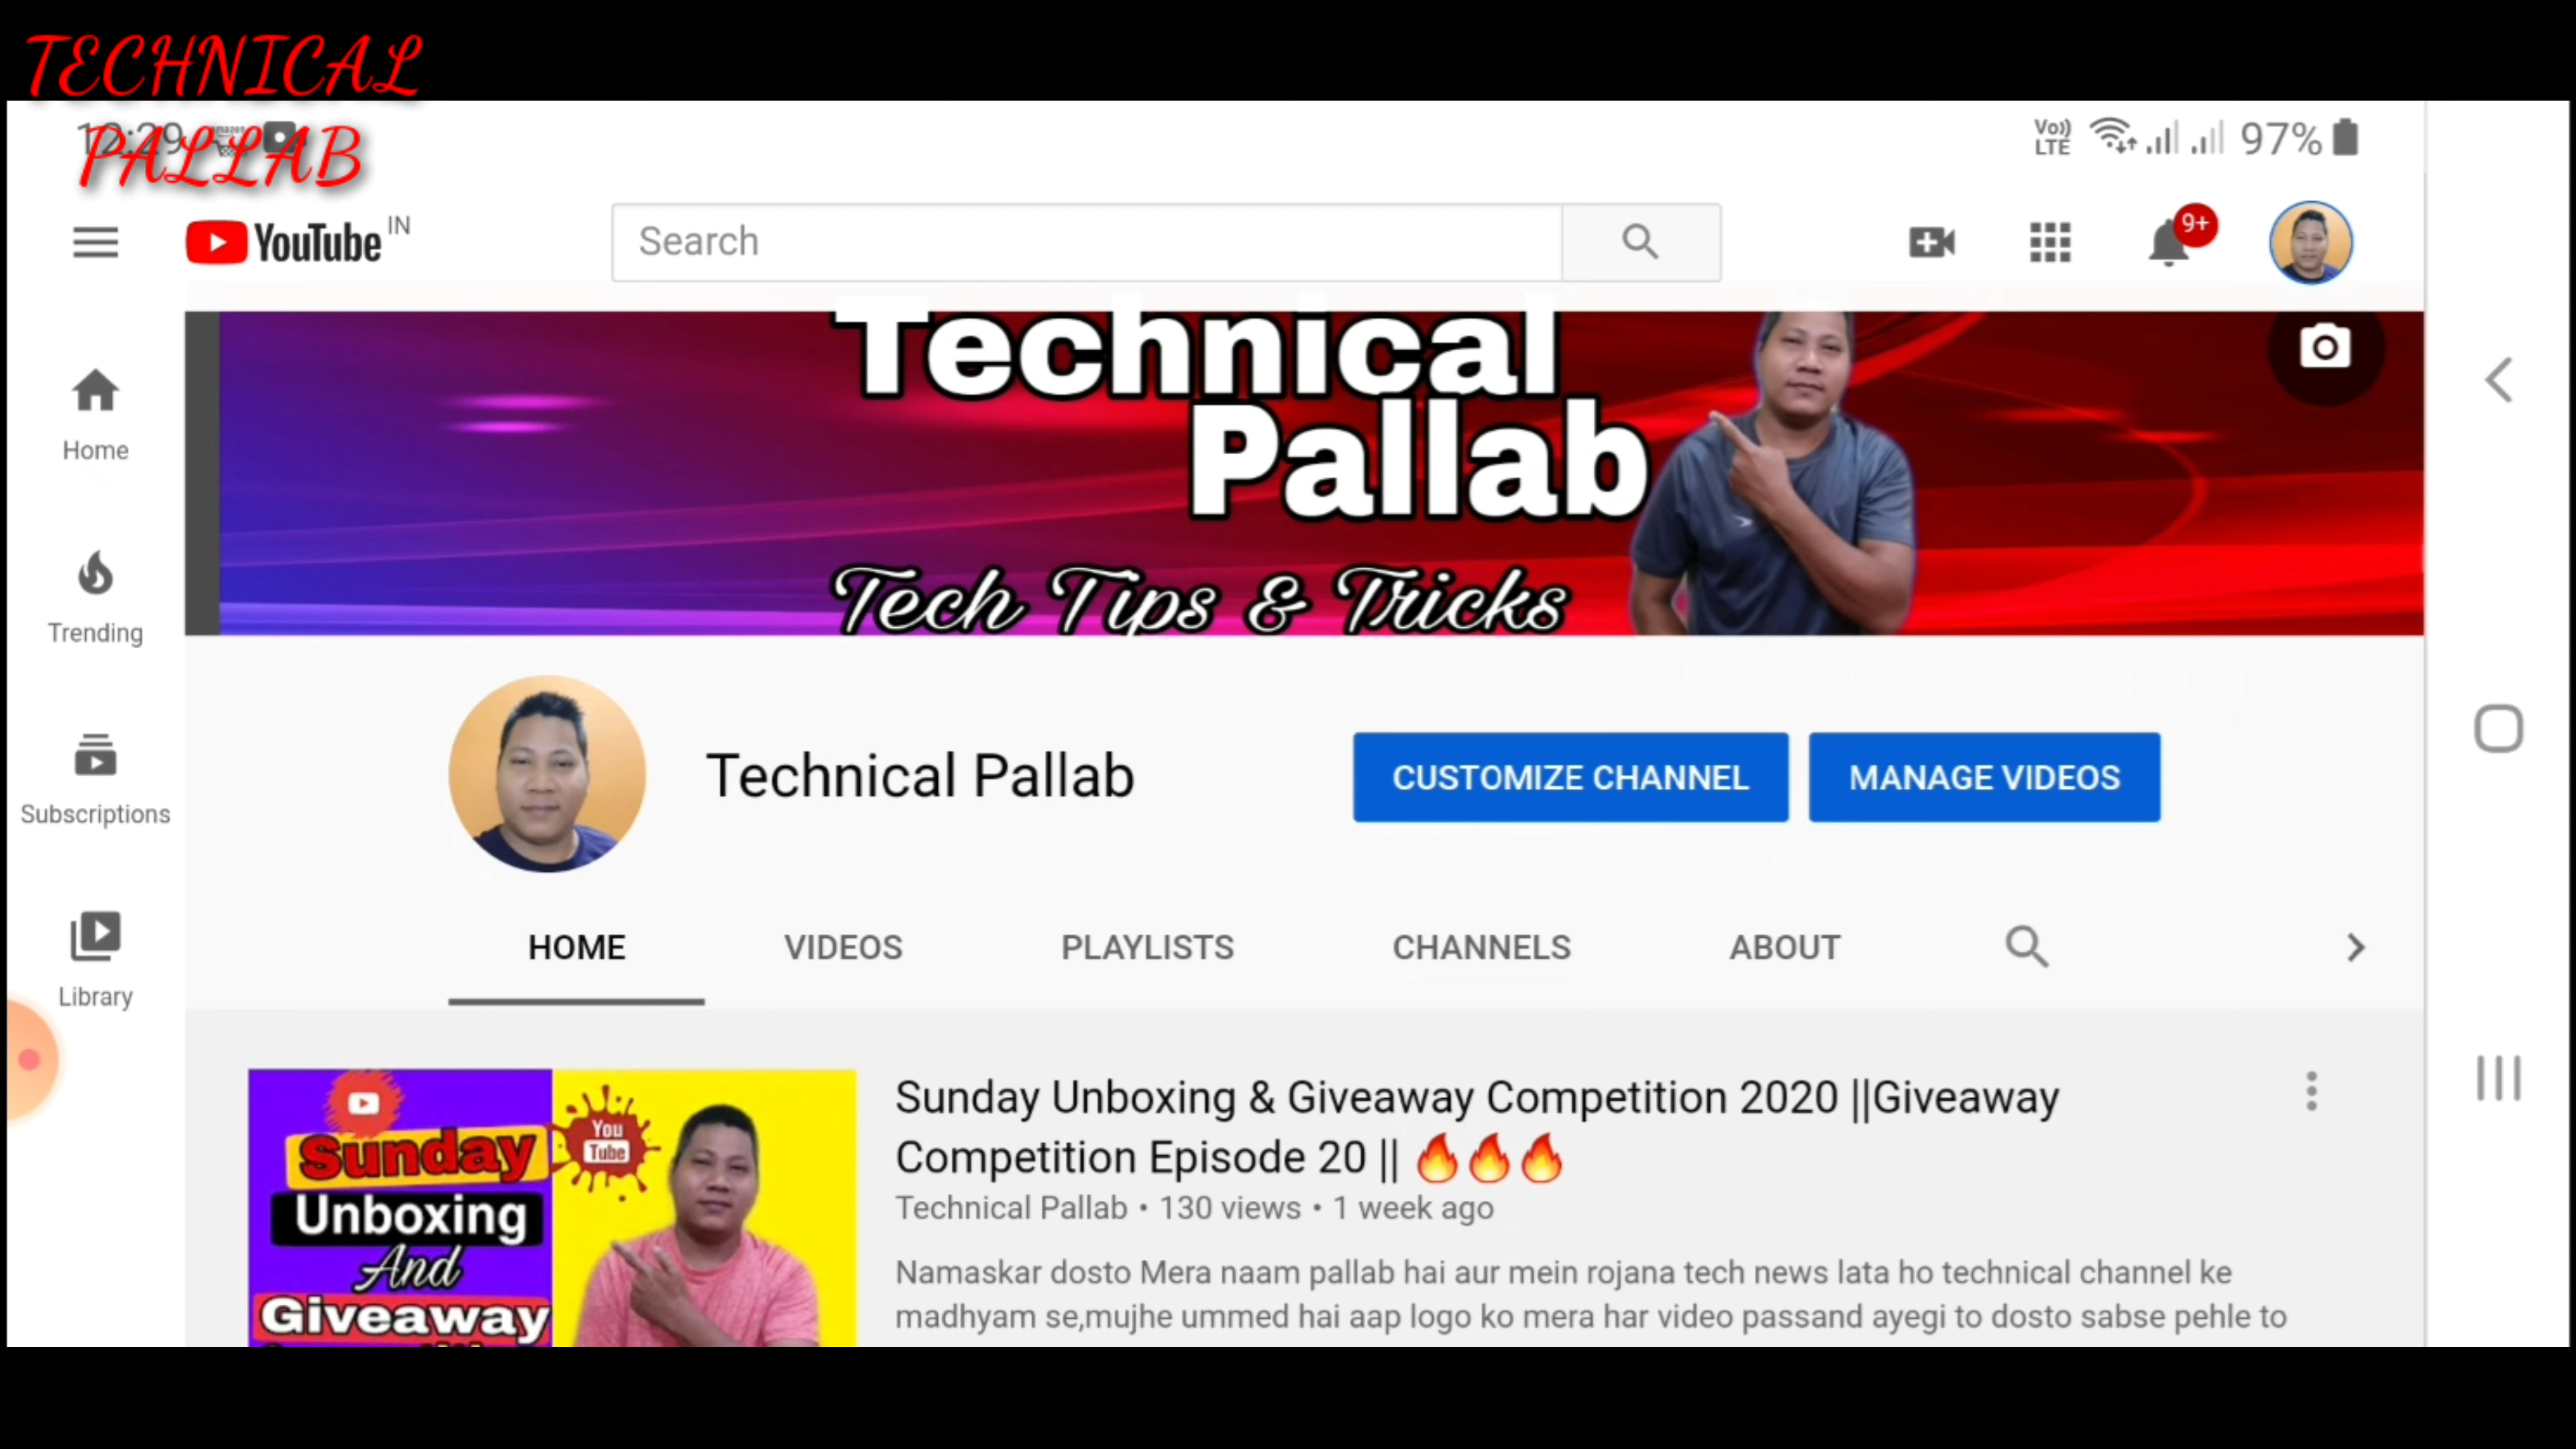 TECHNICAL
PALLAB
12:29
Vo)) LTE
97%
YouTube IN
Search
9+
Home
Trending
Subscriptions
Library
Technical
Pallab
Tech Tips & Tricks
Technical Pallab
CUSTOMIZE CHANNEL
MANAGE VIDEOS
HOME
VIDEOS
PLAYLISTS
CHANNELS
ABOUT
You
Tube
Sunday
Unboxing
And
Giveaway
Sunday Unboxing & Giveaway Competition 2020 ||Giveaway
Competition Episode 20 || 🔥🔥🔥
Technical Pallab • 130 views • 1 week ago
Namaskar dosto Mera naam pallab hai aur mein rojana tech news lata ho technical channel ke
madhyam se,mujhe ummed hai aap logo ko mera har video passand ayegi to dosto sabse pehle to